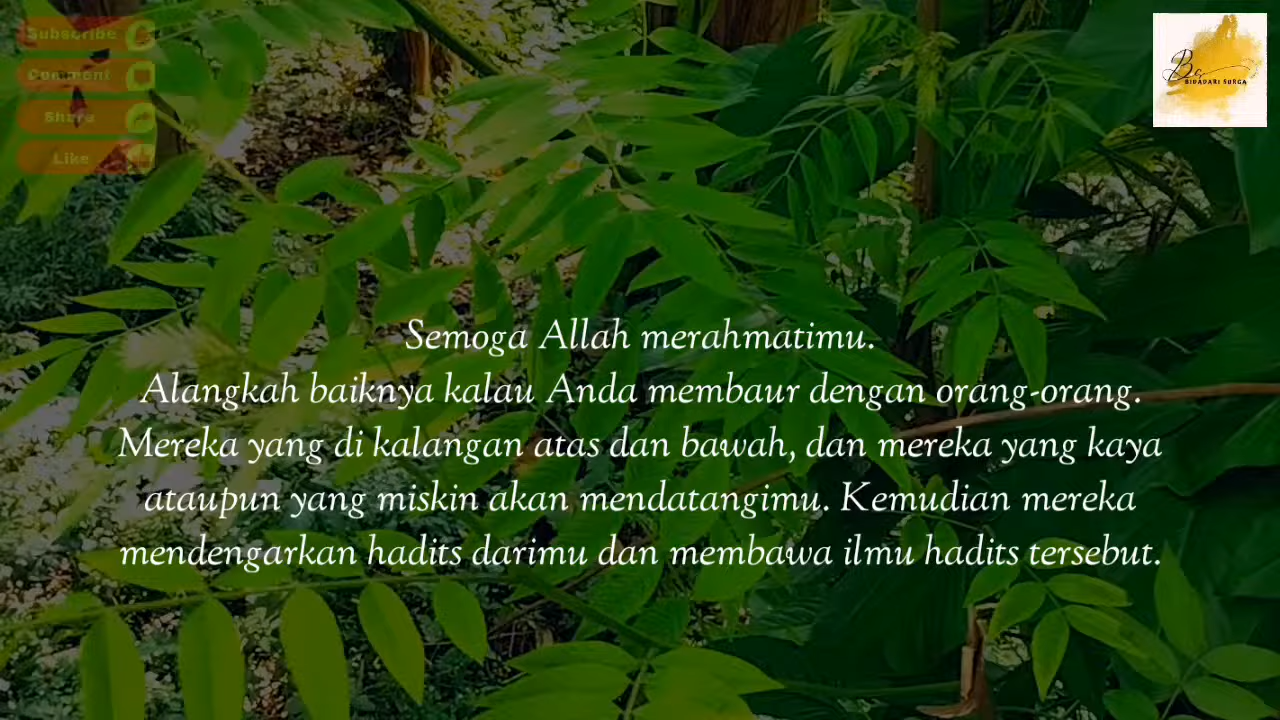 Subscribe
Comment
Share
Like
Bs
BIDADARI SURGA
Semoga Allah merahmatimu.
Alangkah baiknya kalau Anda membaur dengan orang-orang.
Mereka yang di kalangan atas dan bawah, dan mereka yang kaya
ataupun yang miskin akan mendatangimu. Kemudian mereka
mendengarkan hadits darimu dan membawa ilmu hadits tersebut.